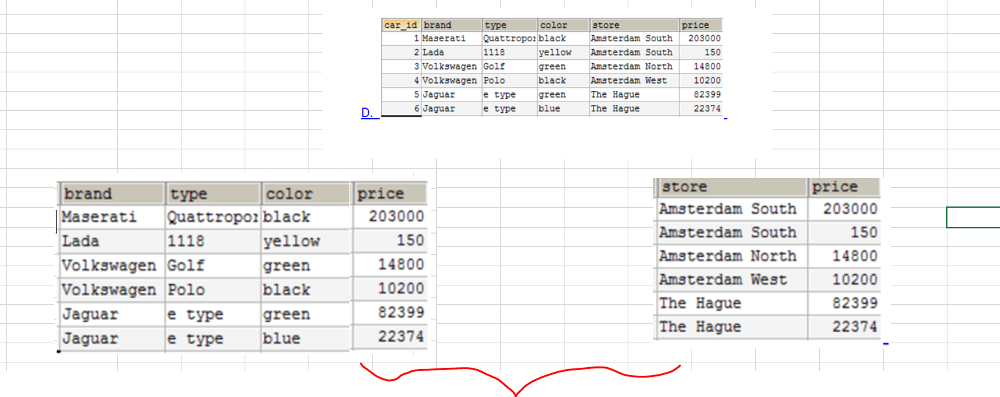 car_id brand type color store price
1 Maserati Quattropor black Amsterdam South 203000
2 Lada 1118 yellow Amsterdam South 150
3 Volkswagen Golf green Amsterdam North 14800
4 Volkswagen Polo black Amsterdam West 10200
5 Jaguar e type green The Hague 82399
6 Jaguar e type blue The Hague 22374
D.
brand type color price
Maserati Quattropor black 203000
Lada 1118 yellow 150
Volkswagen Golf green 14800
Volkswagen Polo black 10200
Jaguar e type green 82399
Jaguar e type blue 22374
store price
Amsterdam South 203000
Amsterdam South 150
Amsterdam North 14800
Amsterdam West 10200
The Hague 82399
The Hague 22374